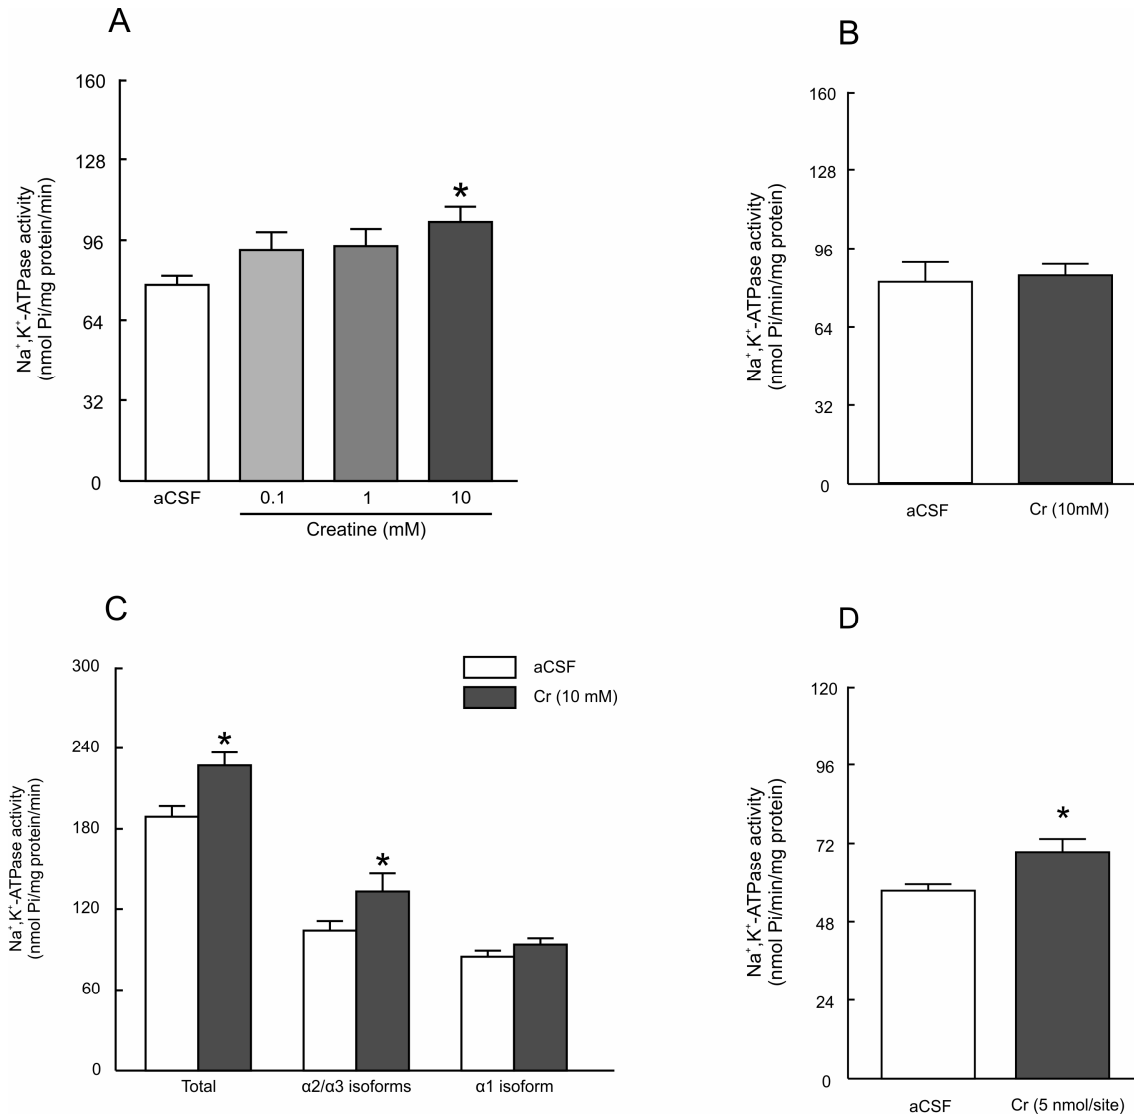 A
160
128
96
64
32
0
Na⁺,K⁺-ATPase activity
(nmol Pi/mg protein/min)
*
aCSF
0.1
1
10
Creatine (mM)
B
160
128
96
64
32
0
Na⁺,K⁺-ATPase activity
(nmol Pi/min/mg protein)
aCSF
Cr (10mM)
C
300
240
180
120
60
0
Na⁺,K⁺-ATPase activity
(nmol Pi/mg protein/min)
aCSF
Cr (10 mM)
*
*
Total
α2/α3 isoforms
α1 isoform
D
120
96
72
48
24
0
Na⁺,K⁺-ATPase activity
(nmol Pi/min/mg protein)
*
aCSF
Cr (5 nmol/site)